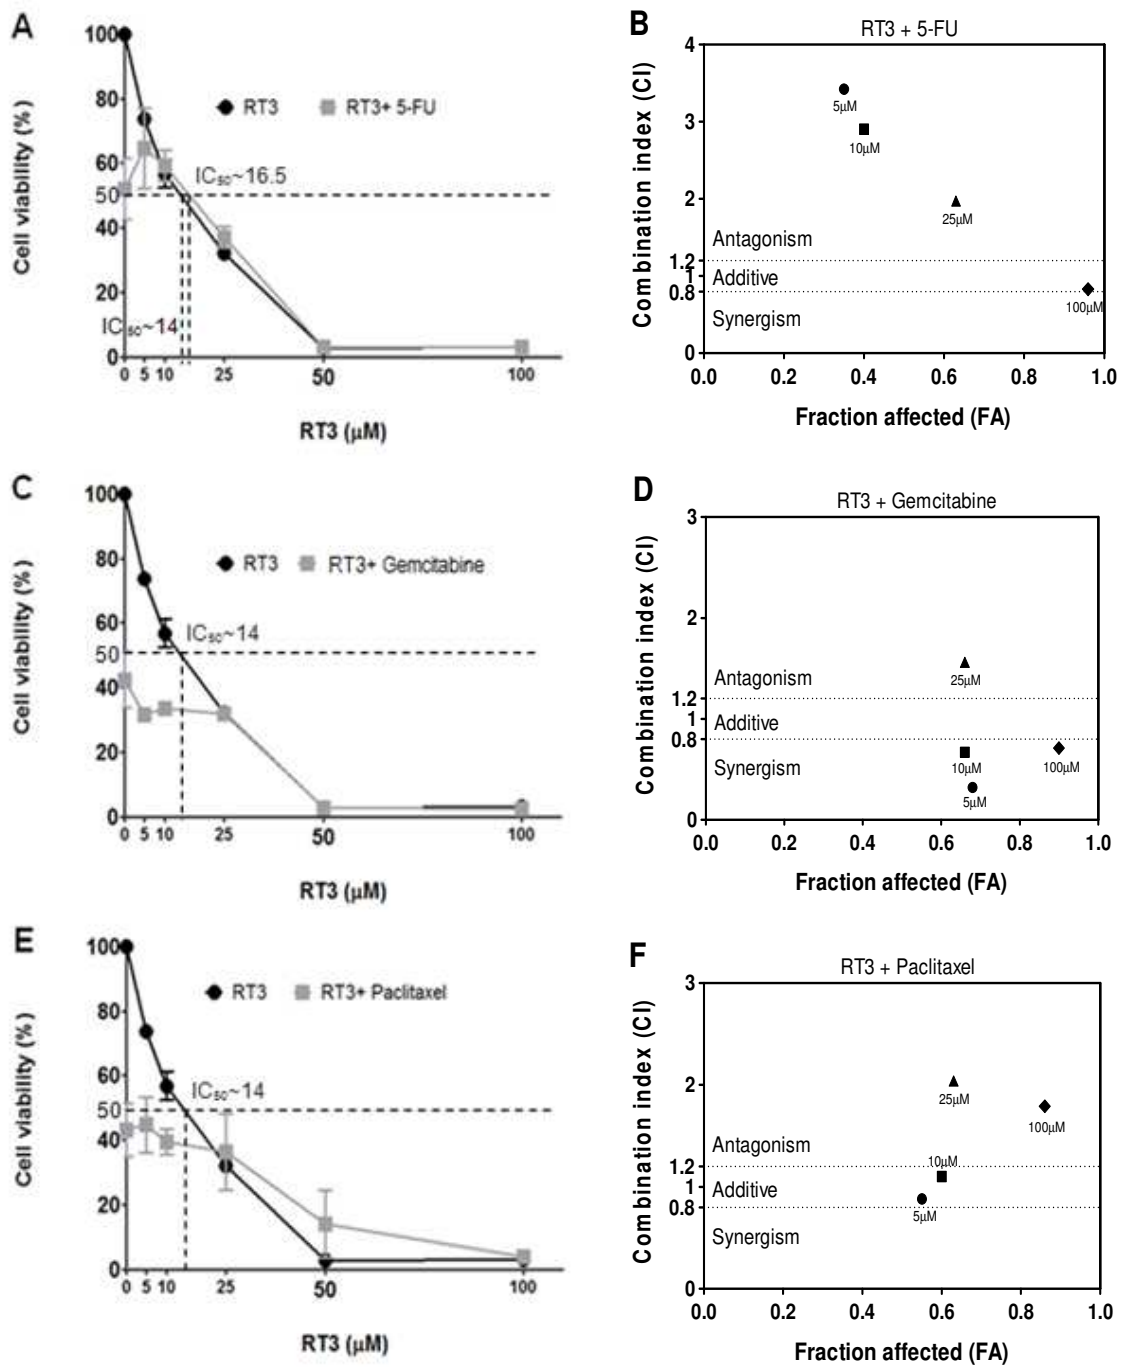 A
100
80
60
50
40
20
0
Cell viability (%)
RT3
RT3+ 5-FU
IC50~16.5
IC50~14
0 5 10 25 50 100
RT3 (µM)
B
RT3 + 5-FU
4
3
2
1.2
1
0.8
0
Combination index (CI)
5µM
10µM
25µM
100µM
Antagonism
Additive
Synergism
0.0 0.2 0.4 0.6 0.8 1.0
Fraction affected (FA)
C
100
80
60
50
40
20
0
Cell viability (%)
RT3
RT3+ Gemcitabine
IC50~14
0 5 10 25 50 100
RT3 (µM)
D
RT3 + Gemcitabine
3
2
1.2
1
0.8
0
Combination index (CI)
25µM
Antagonism
Additive
Synergism
10µM
100µM
5µM
0.0 0.2 0.4 0.6 0.8 1.0
Fraction affected (FA)
E
100
80
60
50
40
20
0
Cell viability (%)
RT3
RT3+ Paclitaxel
IC50~14
0 5 10 25 50 100
RT3 (µM)
F
RT3 + Paclitaxel
3
2
1.2
1
0.8
0
Combination index (CI)
25µM
100µM
Antagonism
10µM
Additive
5µM
Synergism
0.0 0.2 0.4 0.6 0.8 1.0
Fraction affected (FA)